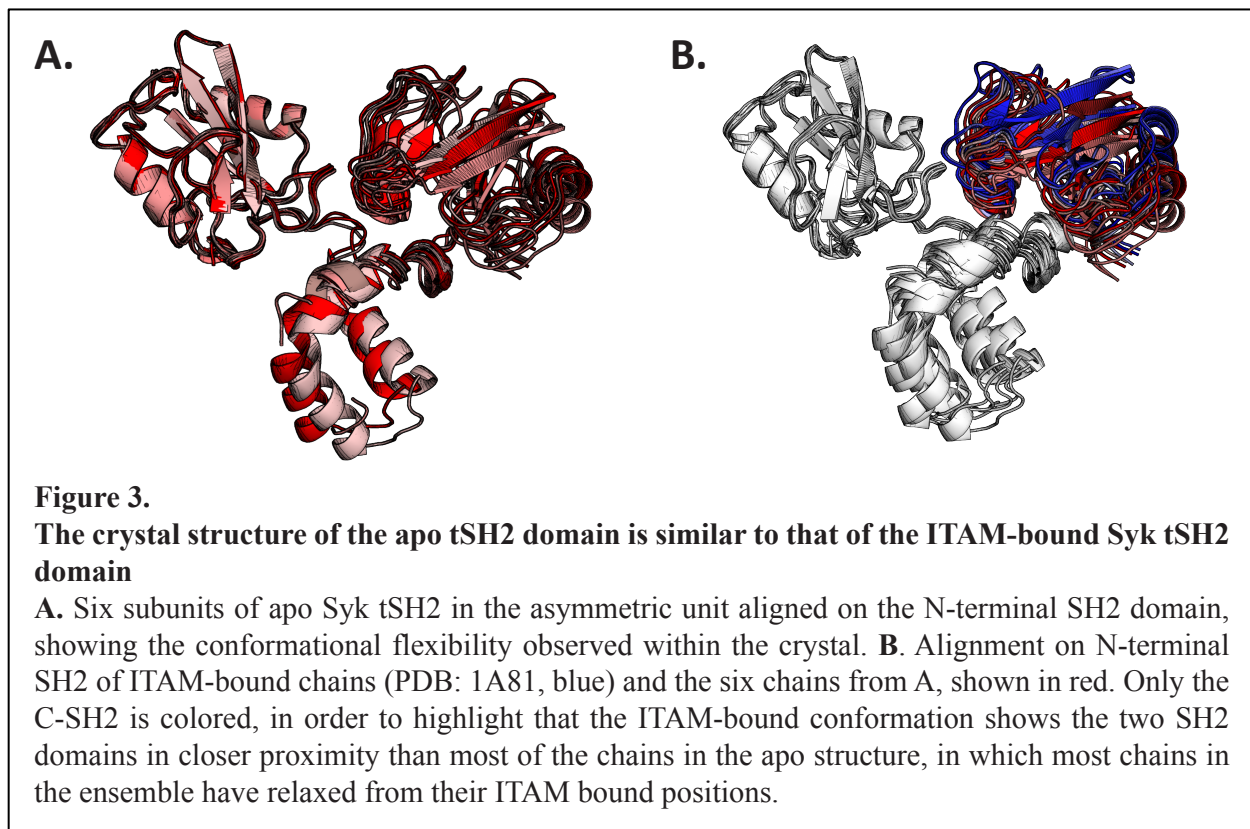 A.
B.
Figure 3.
The crystal structure of the apo tSH2 domain is similar to that of the ITAM-bound Syk tSH2
domain
A. Six subunits of apo Syk tSH2 in the asymmetric unit aligned on the N-terminal SH2 domain,
showing the conformational flexibility observed within the crystal. B. Alignment on N-terminal
SH2 of ITAM-bound chains (PDB: 1A81, blue) and the six chains from A, shown in red. Only the
C-SH2 is colored, in order to highlight that the ITAM-bound conformation shows the two SH2
domains in closer proximity than most of the chains in the apo structure, in which most chains in
the ensemble have relaxed from their ITAM bound positions.